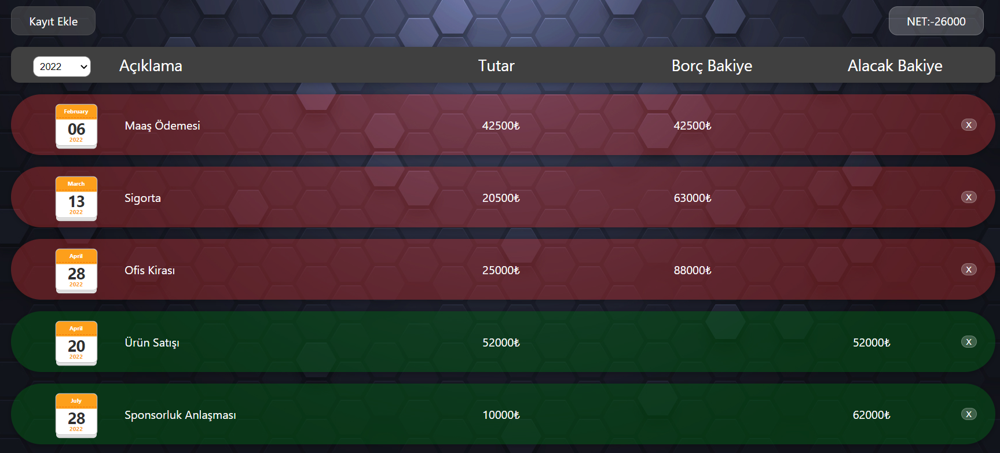 Kayıt Ekle NET:-26000
2022 Açıklama Tutar Borç Bakiye Alacak Bakiye
February
06 Maaş Ödemesi 42500₺ 42500₺ X
2022
March
13 Sigorta 20500₺ 63000₺ X
2022
April
28 Ofis Kirası 25000₺ 88000₺ X
2022
April
20 Ürün Satışı 52000₺ 52000₺ X
2022
July
28 Sponsorluk Anlaşması 10000₺ 62000₺ X
2022